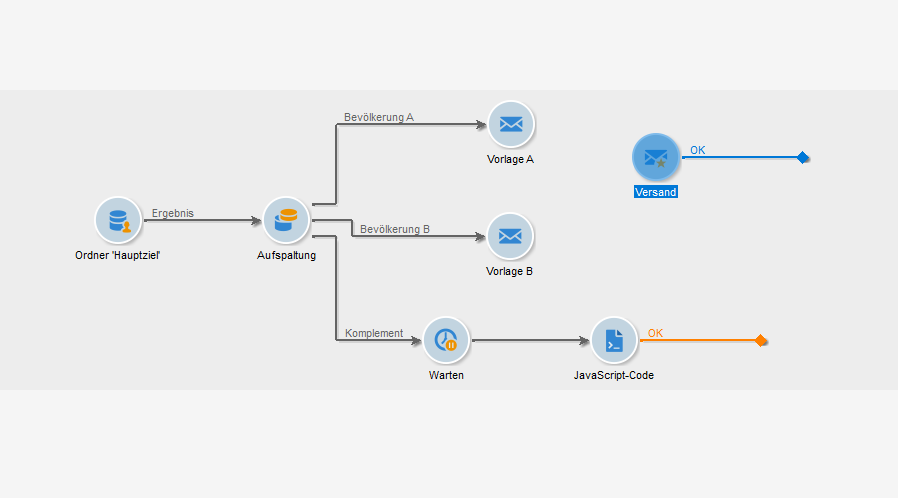 Bevölkerung A
Vorlage A
OK
Versand
Ergebnis
Ordner 'Hauptziel'
Aufspaltung
Bevölkerung B
Vorlage B
Komplement
Warten
OK
JavaScript-Code